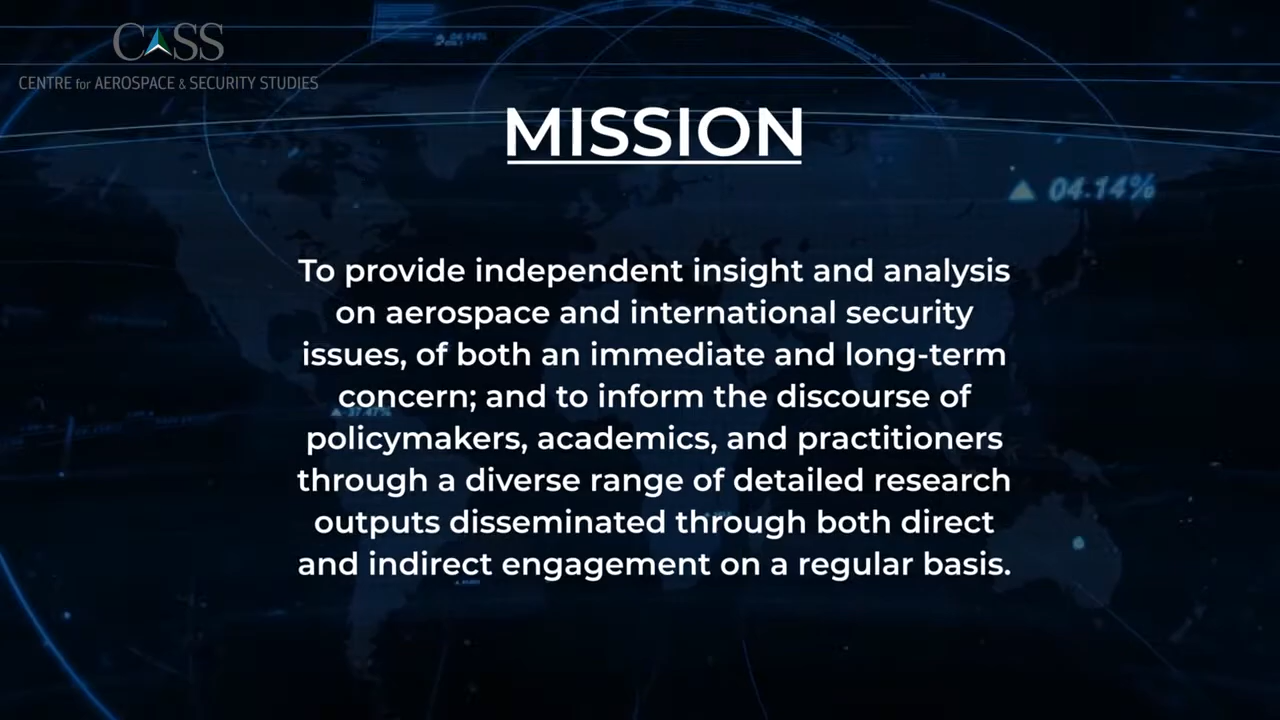 CASS
CENTRE for AEROSPACE & SECURITY STUDIES
MISSION
04.14%
To provide independent insight and analysis
on aerospace and international security
issues, of both an immediate and long-term
concern; and to inform the discourse of
policymakers, academics, and practitioners
through a diverse range of detailed research
outputs disseminated through both direct
and indirect engagement on a regular basis.